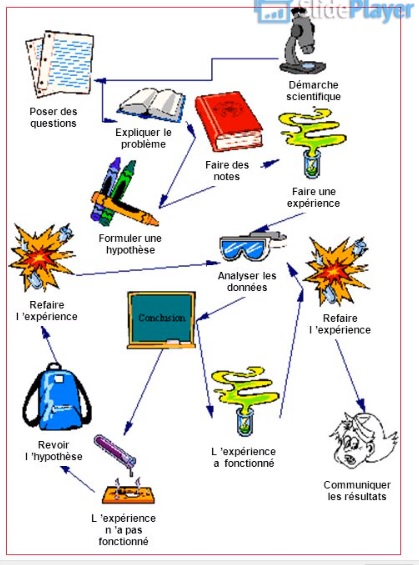 SlidePlayer
Démarche
scientifique
Poser des
questions
Expliquer le
problème
Faire des
notes
Faire une
expérience
Formuler une
hypothèse
Analyser les
données
Refaire
l 'expérience
Refaire
l 'expérience
Conclusion
Revoir
l 'hypothèse
L 'expérience
a fonctionné
Communiquer
les résultats
L 'expérience
n 'a pas
fonctionné